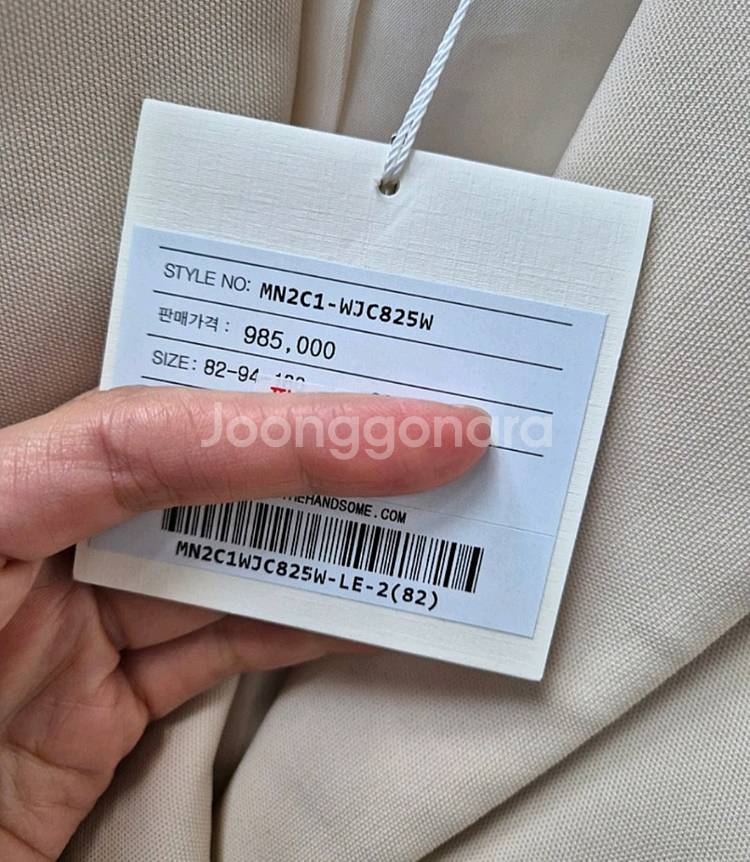 STYLE NO: MN2C1-WJC825W
판매가격 : 985,000
SIZE: 82-94
Joonggonara
THEHANDSOME.COM
MN2C1WJC825W-LE-2(82)